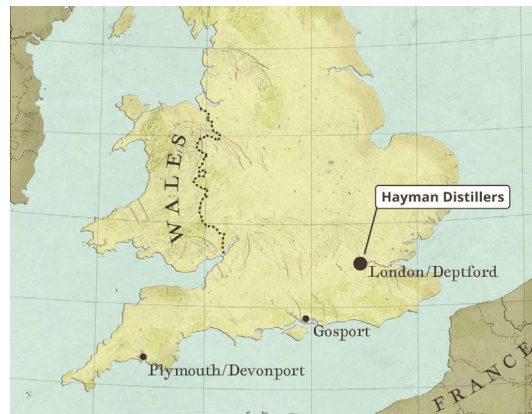 WALES
Hayman Distillers
London/Deptford
Gosport
Plymouth/Devonport
FRANCE